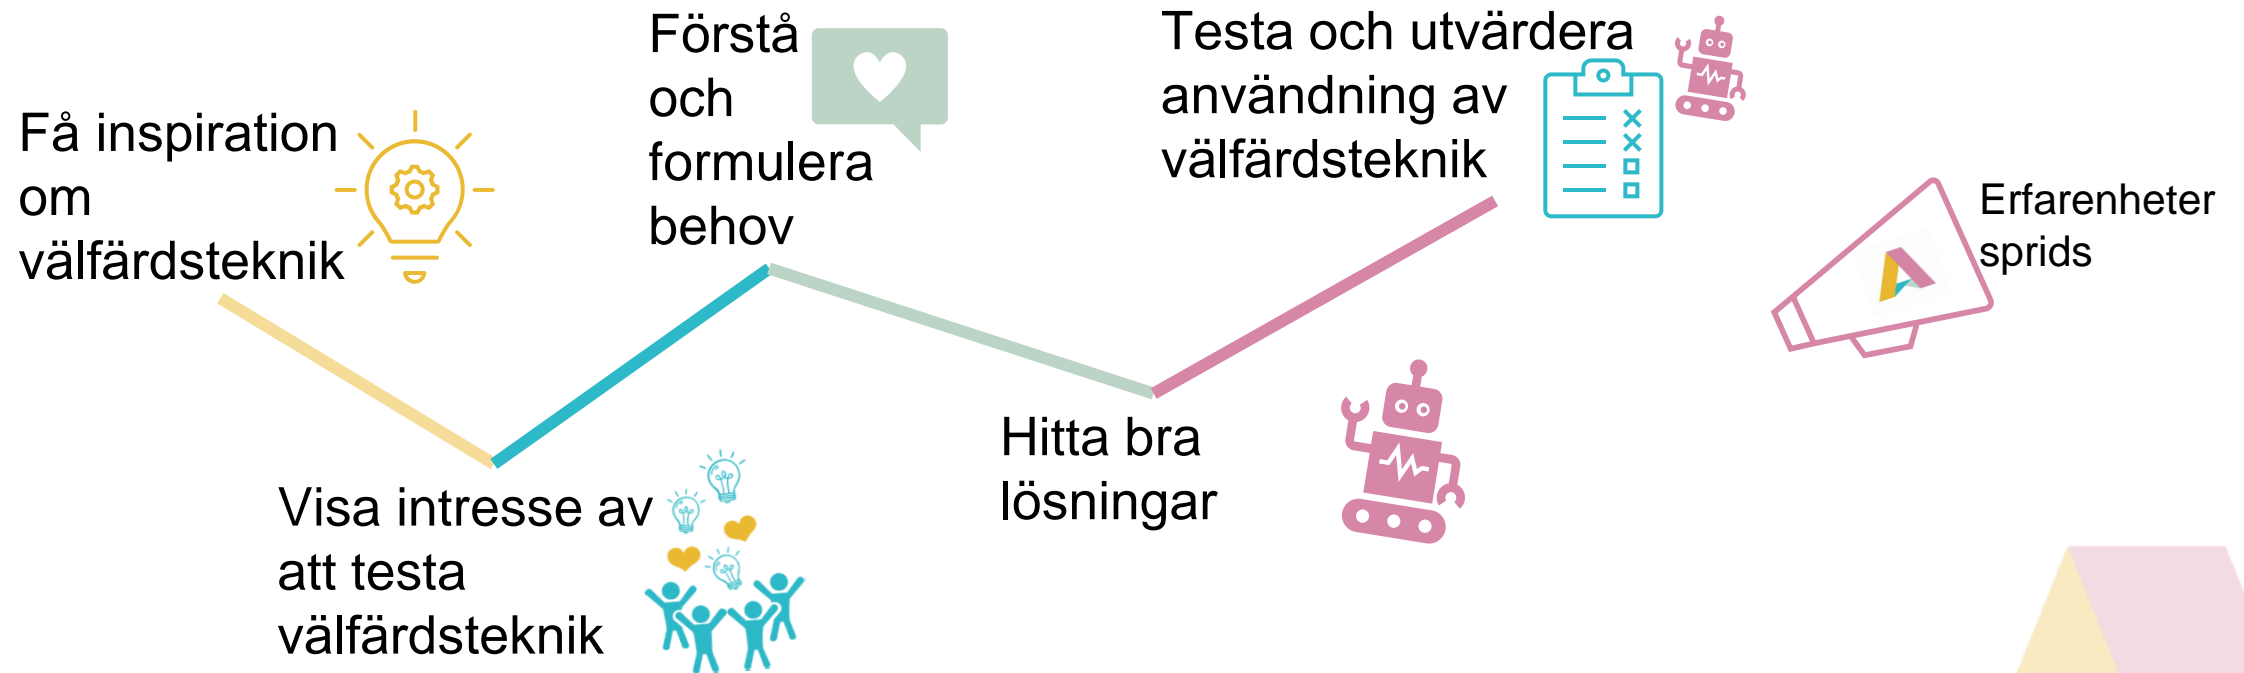 Få inspiration
om
välfärdsteknik
Visa intresse av
att testa
välfärdsteknik
Förstå
och
formulera
behov
Hitta bra
lösningar
Testa och utvärdera
användning av
välfärdsteknik
Erfarenheter
sprids